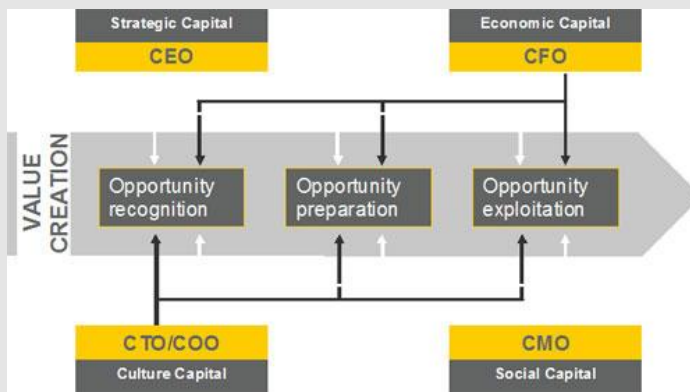 Strategic Capital
CEO
Economic Capital
CFO
VALUE
CREATION
Opportunity
recognition
Opportunity
preparation
Opportunity
exploitation
CTO/COO
Culture Capital
CMO
Social Capital